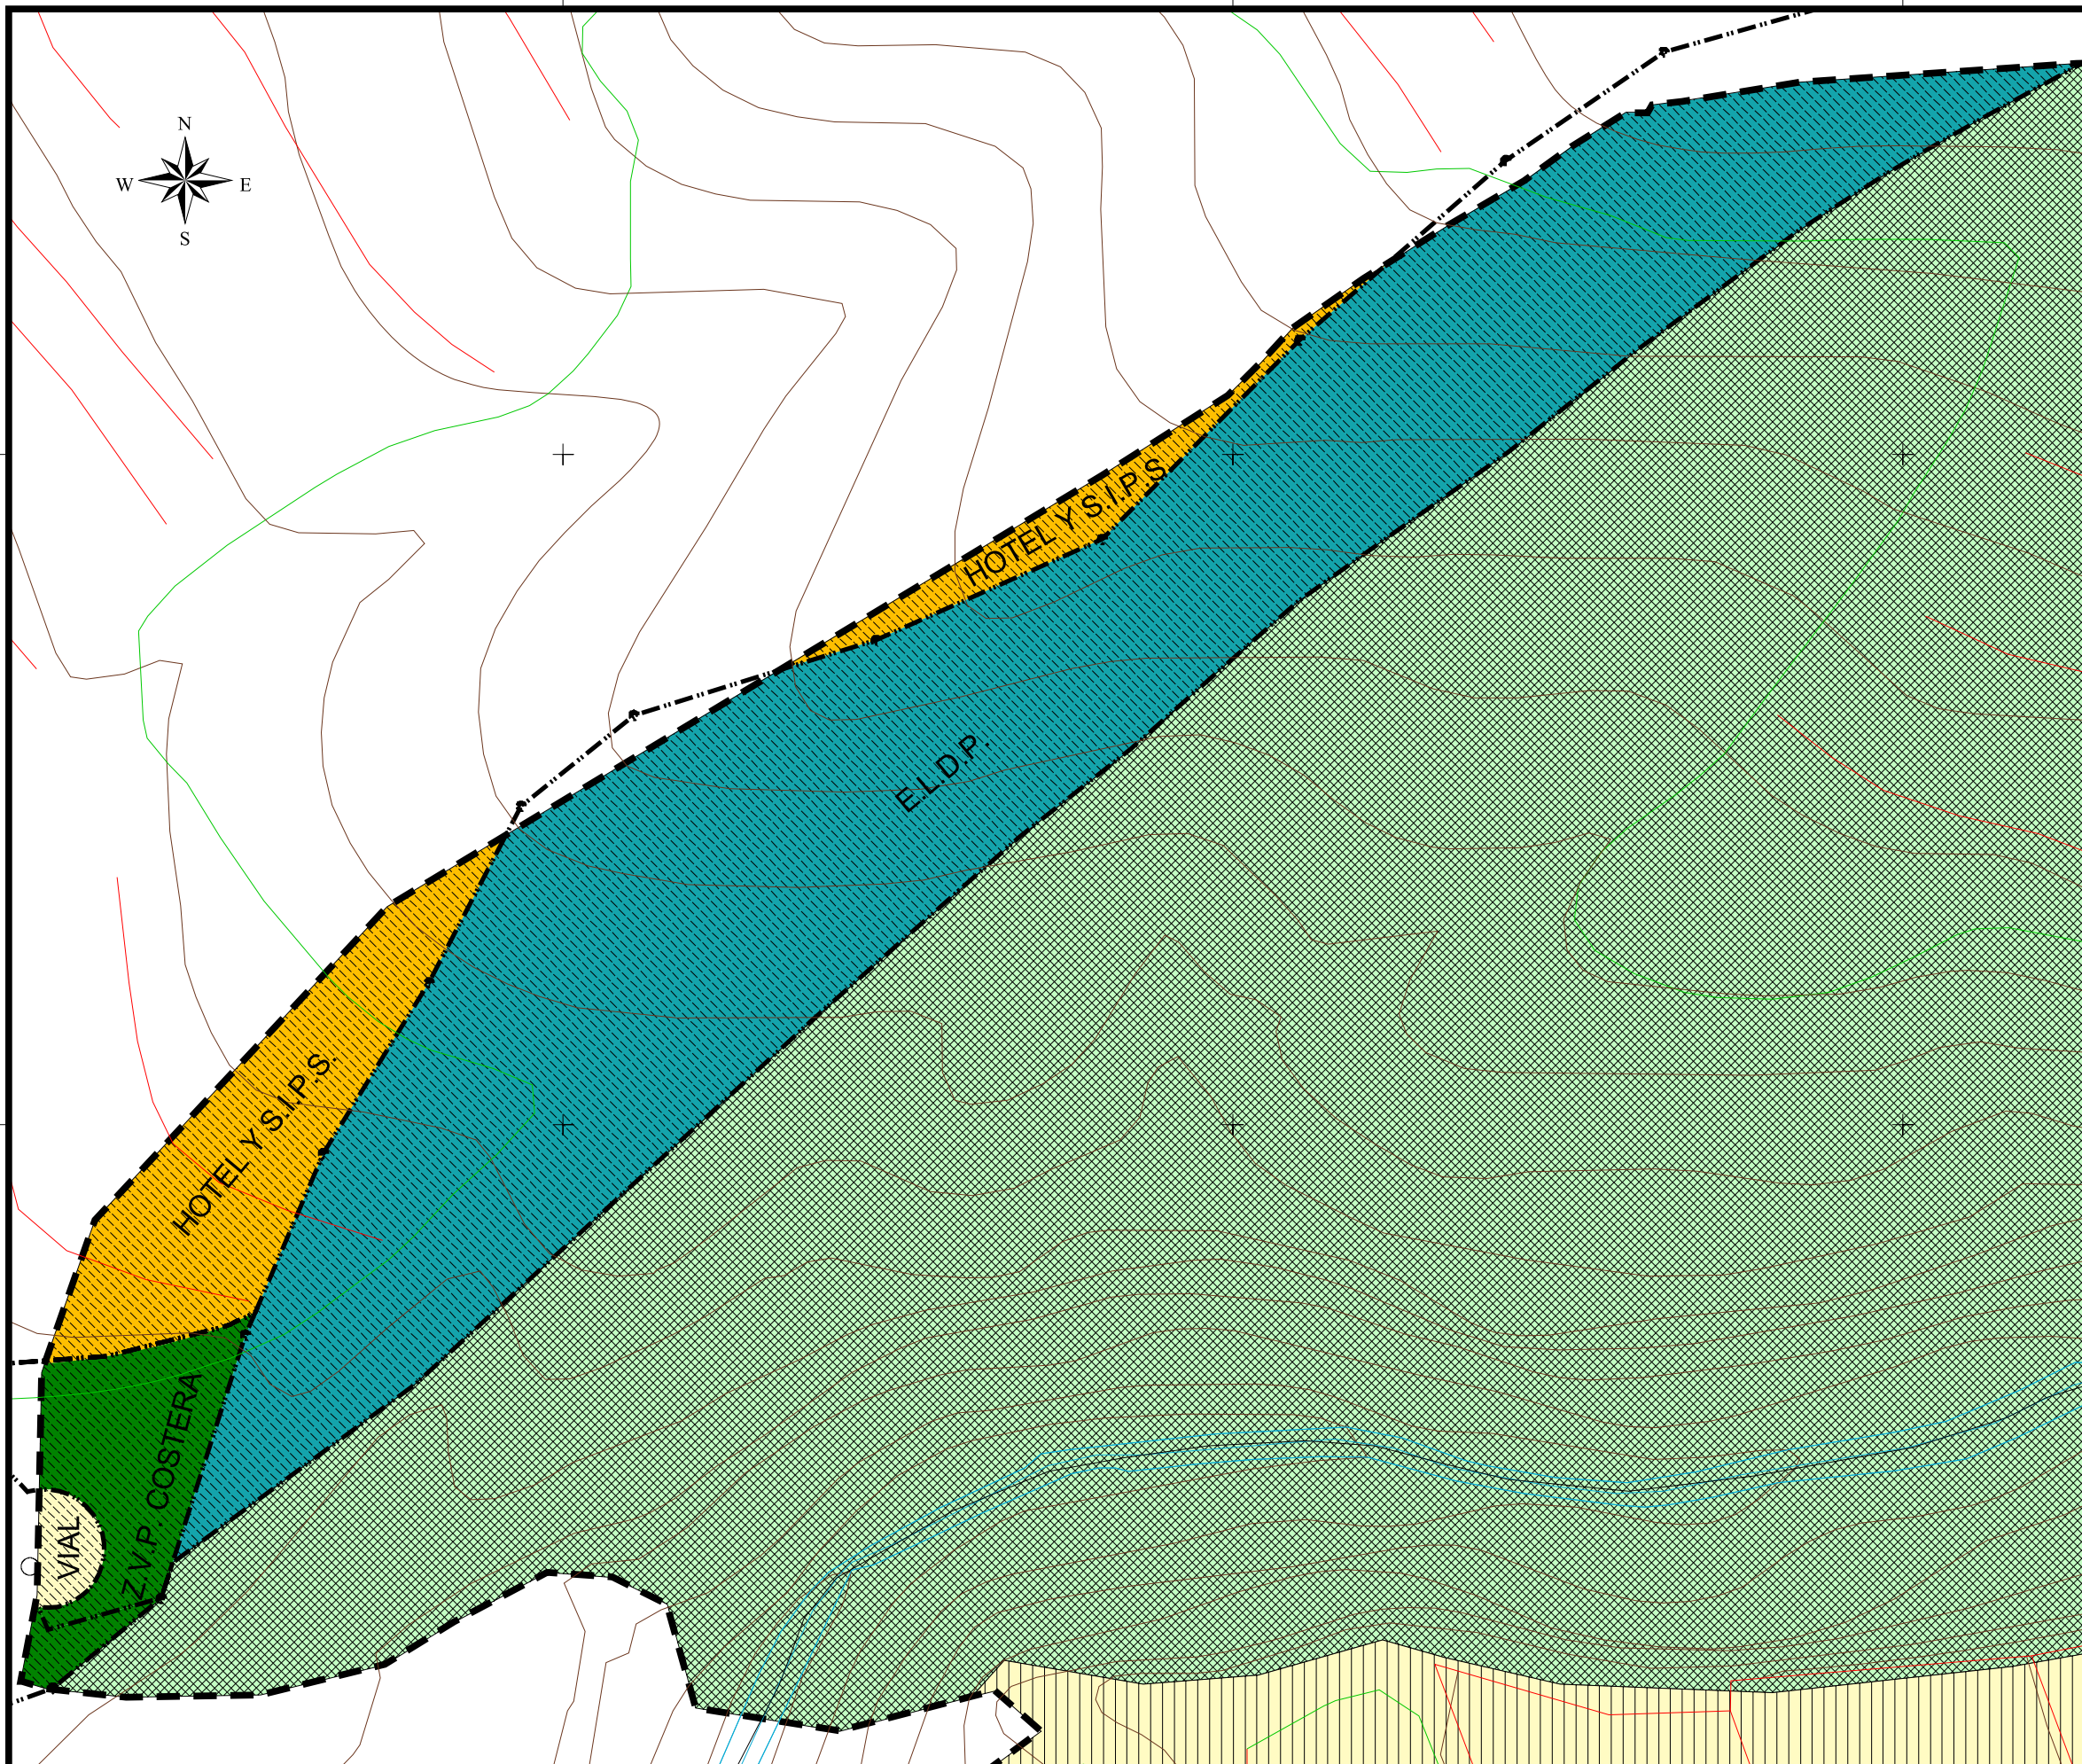 N
W E
S
HOTEL Y S.I.P.S.
E.L.D.P.
HOTEL Y S.I.P.S.
Z.V.P. COSTERA
VIAL